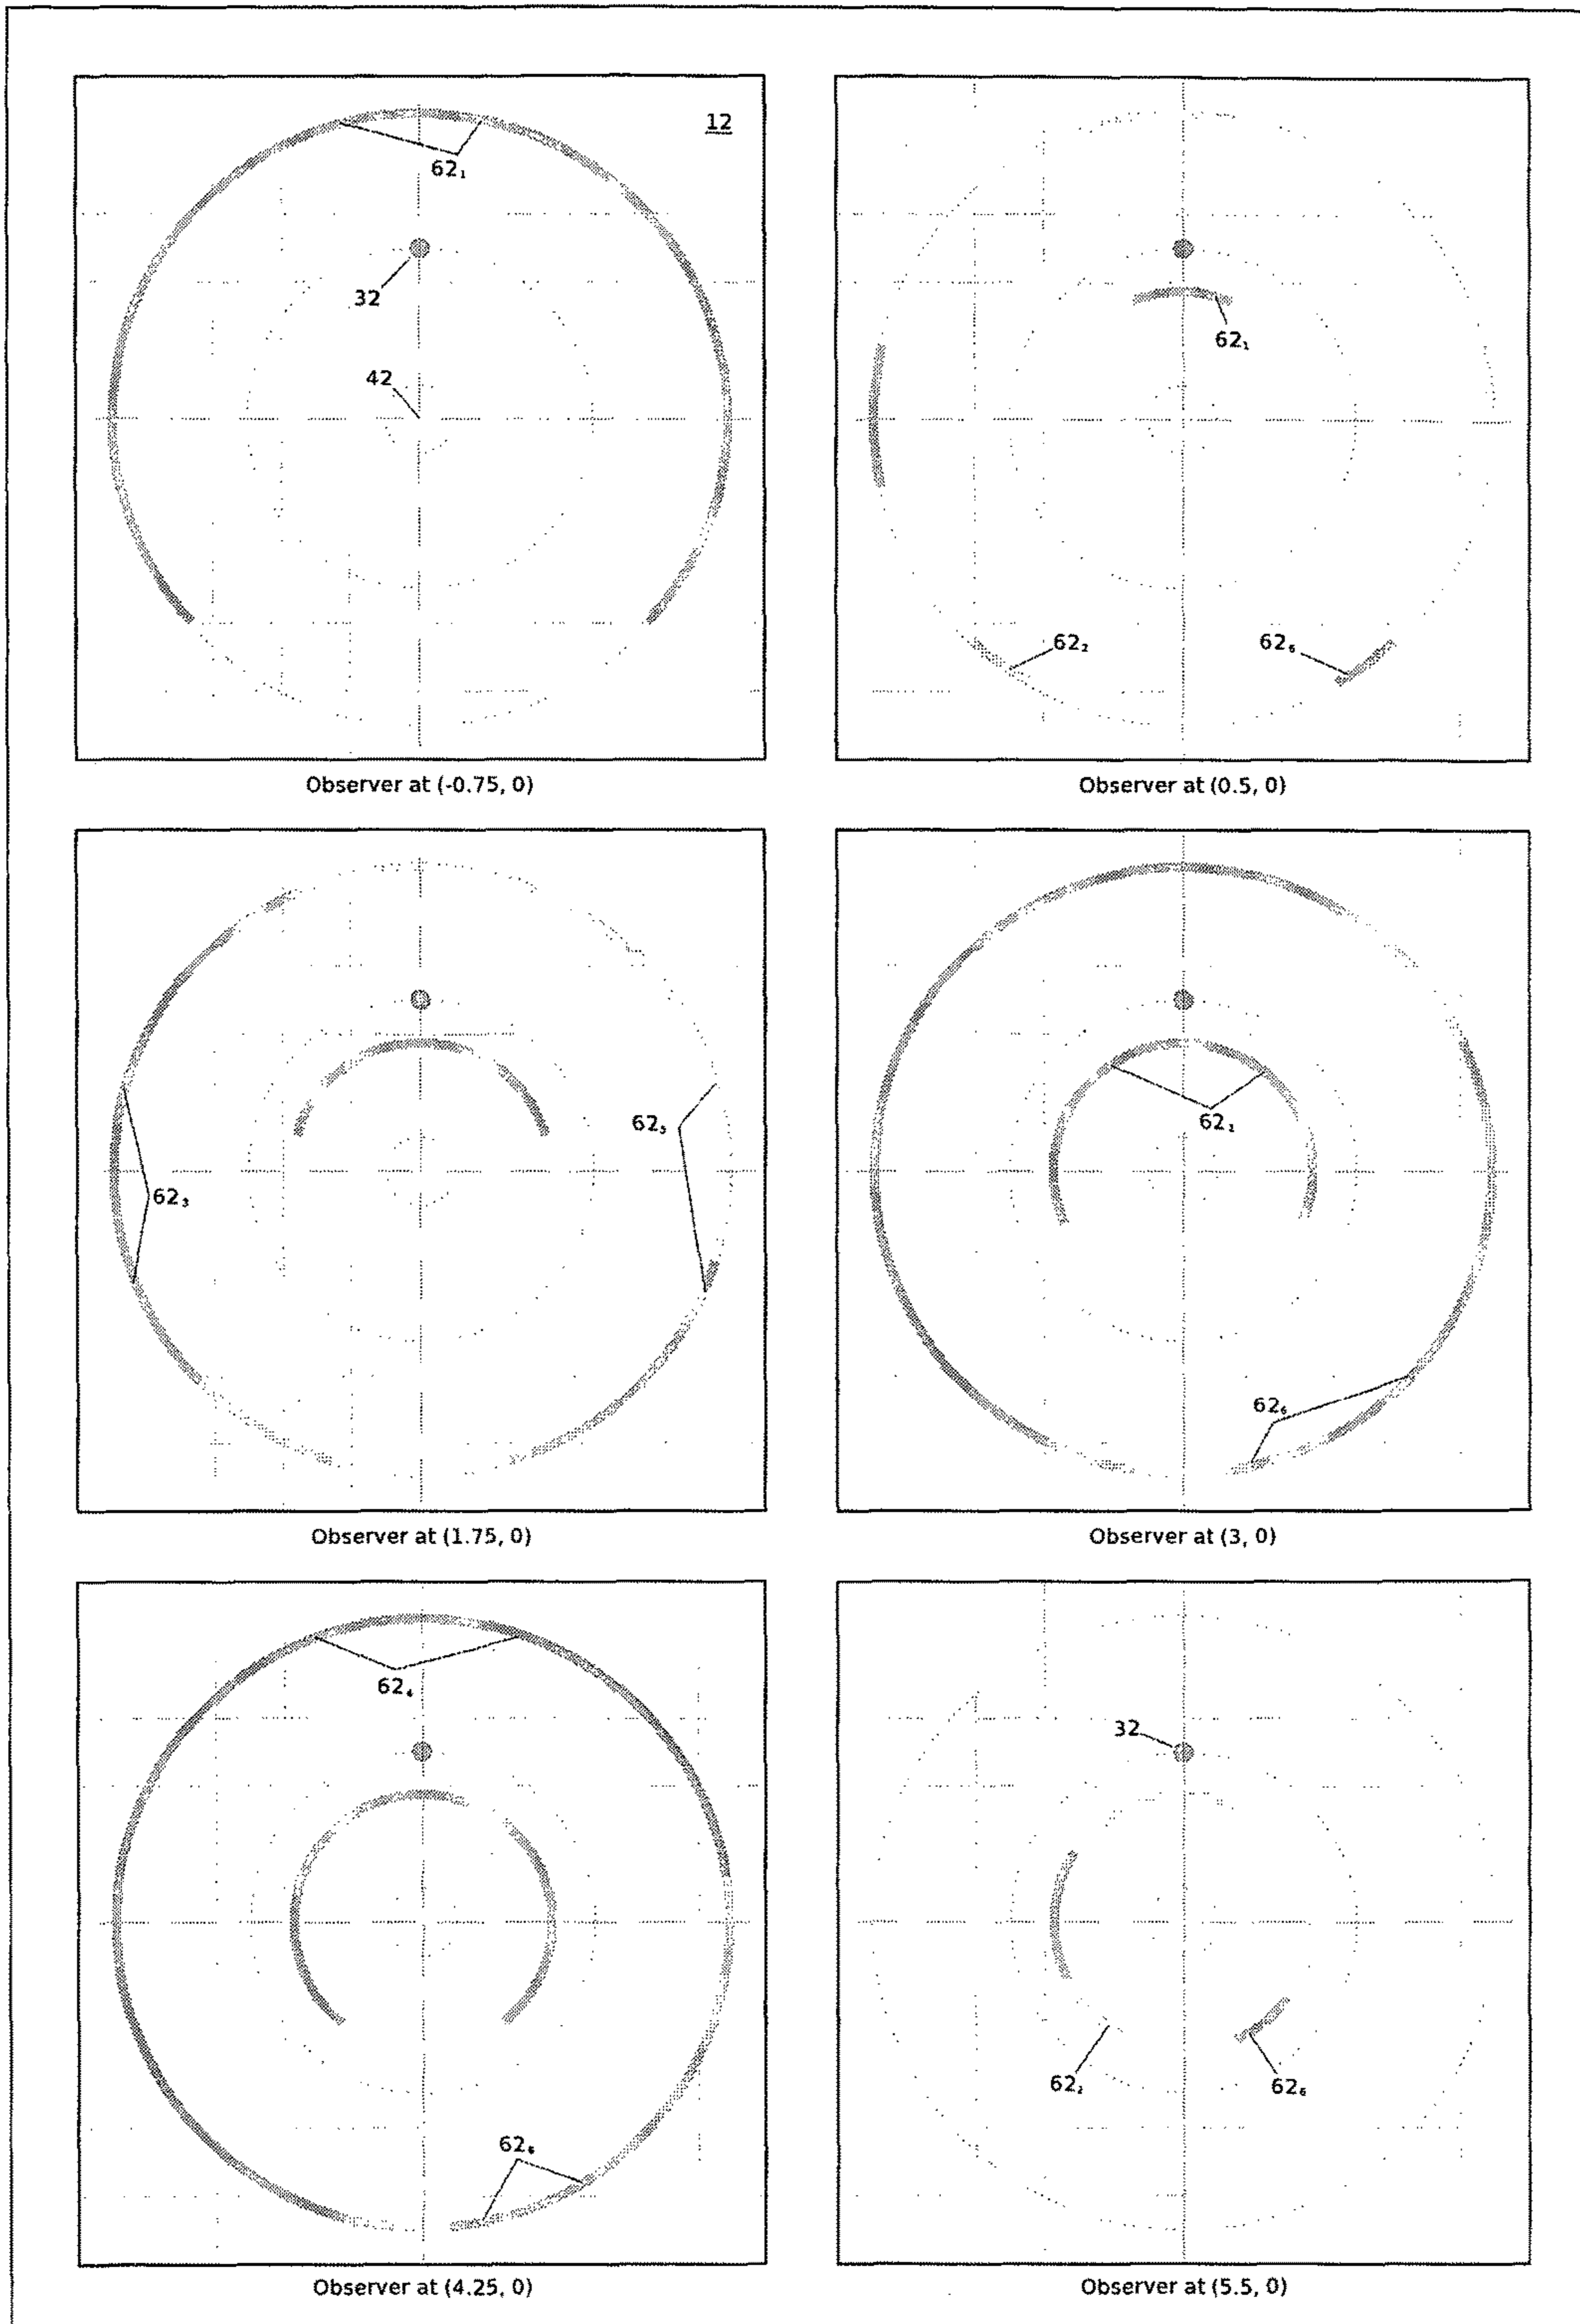 12
62₁
32
42
Observer at (-0.75, 0)
62₁
62₂
62₆
Observer at (0.5, 0)
62₅
62₃
Observer at (1.75, 0)
62₁
62₆
Observer at (3, 0)
62₄
62₆
Observer at (4.25, 0)
32
62₂
62₆
Observer at (5.5, 0)